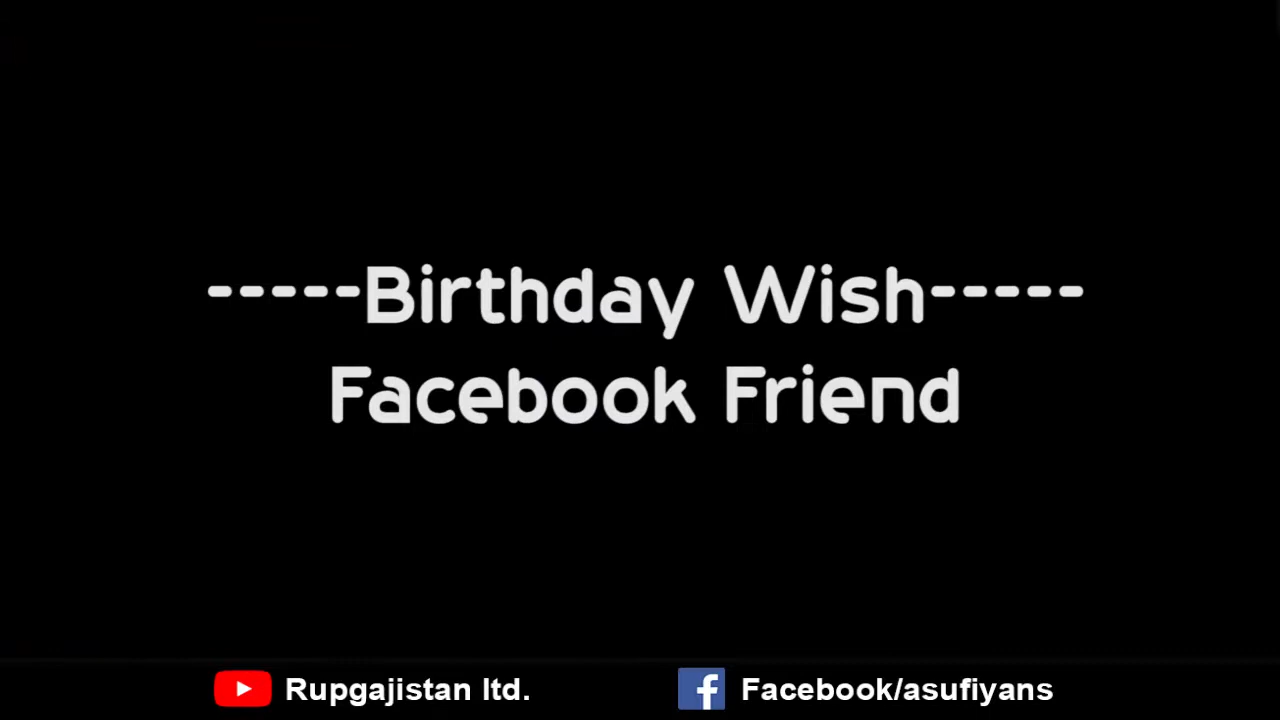 -----Birthday Wish-----
Facebook Friend
Rupgajistan ltd.
Facebook/asufiyans